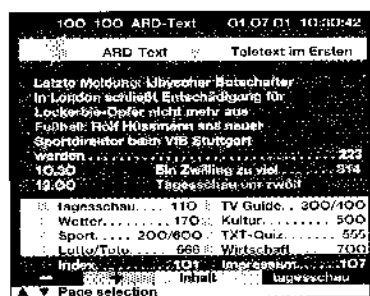 100 100 ARD-Text 01.07.01 10:30:42
ARD Text Teletext im Ersten
Letzte Meldung: Libyscher Botschafter
in London schließt Entschädigung für
Lockerbie-Opfer nicht mehr aus
Fußball: Rolf Hüssmann soll neuer
Sportdirektor beim VfB Stuttgart
werden 223
10.30 Ein Zwilling zu viel 314
12.00 Tagesschau um zwölf
tagesschau. 110 TV Guide.. 300/400
Wetter....... 170 Kultur....... 500
Sport..... 200/600 TXT-Quiz..... 555
Lotto/Toto.... 666 Wirtschaft... 700
Index....... 101 Impressum.... 107
Inhalt tagesschau
▲ ▼ Page selection